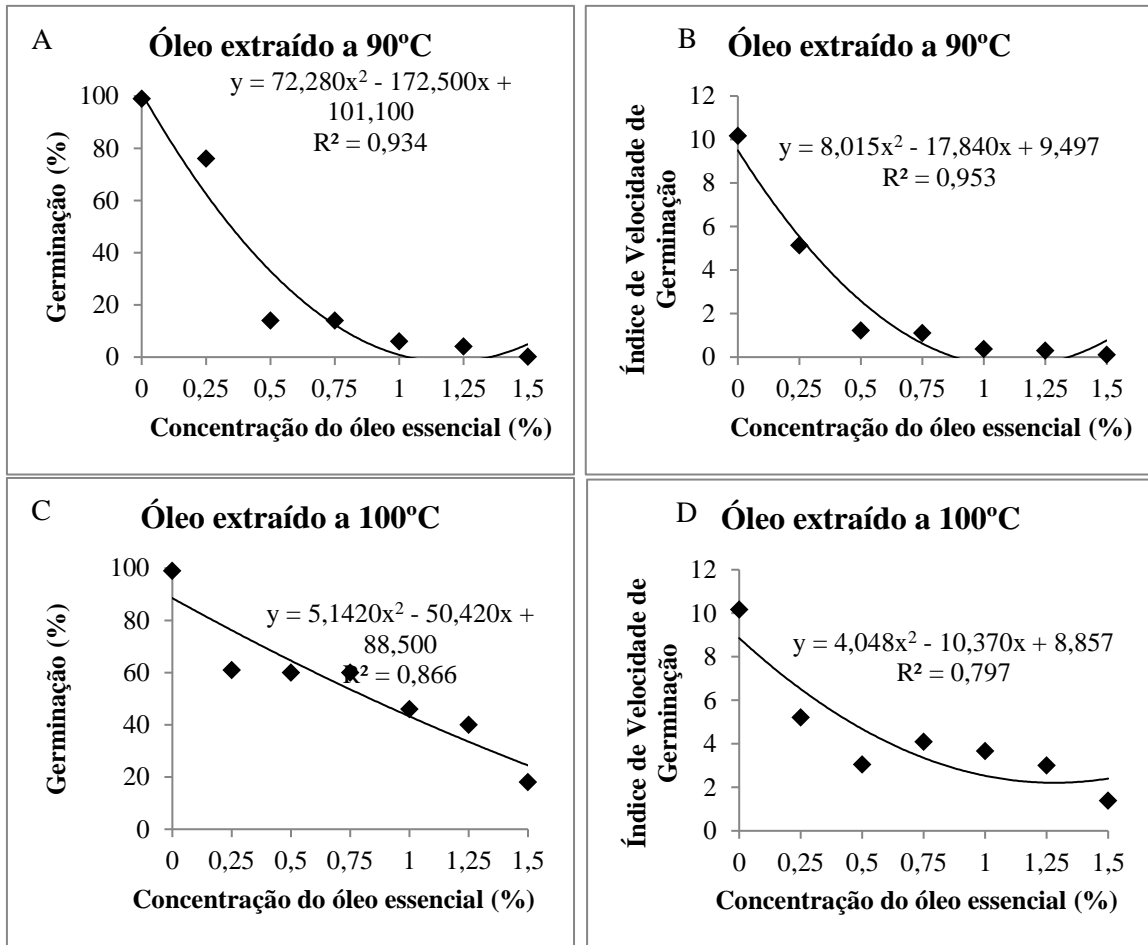 A
Óleo extraído a 90ºC
y = 72,280x² - 172,500x +
101,100
R² = 0,934
Germinação (%)
100
80
60
40
20
0
0 0,25 0,5 0,75 1 1,25 1,5
Concentração do óleo essencial (%)
B
Óleo extraído a 90ºC
y = 8,015x² - 17,840x + 9,497
R² = 0,953
Índice de Velocidade de
Germinação
12
10
8
6
4
2
0
0 0,25 0,5 0,75 1 1,25 1,5
Concentração do óleo essencial (%)
C
Óleo extraído a 100ºC
y = 5,1420x² - 50,420x +
88,500
R² = 0,866
Germinação (%)
100
80
60
40
20
0
0 0,25 0,5 0,75 1 1,25 1,5
Concentração do óleo essencial (%)
D
Óleo extraído a 100ºC
y = 4,048x² - 10,370x + 8,857
R² = 0,797
Índice de Velocidade de
Germinação
12
10
8
6
4
2
0
0 0,25 0,5 0,75 1 1,25 1,5
Concentração do óleo essencial (%)